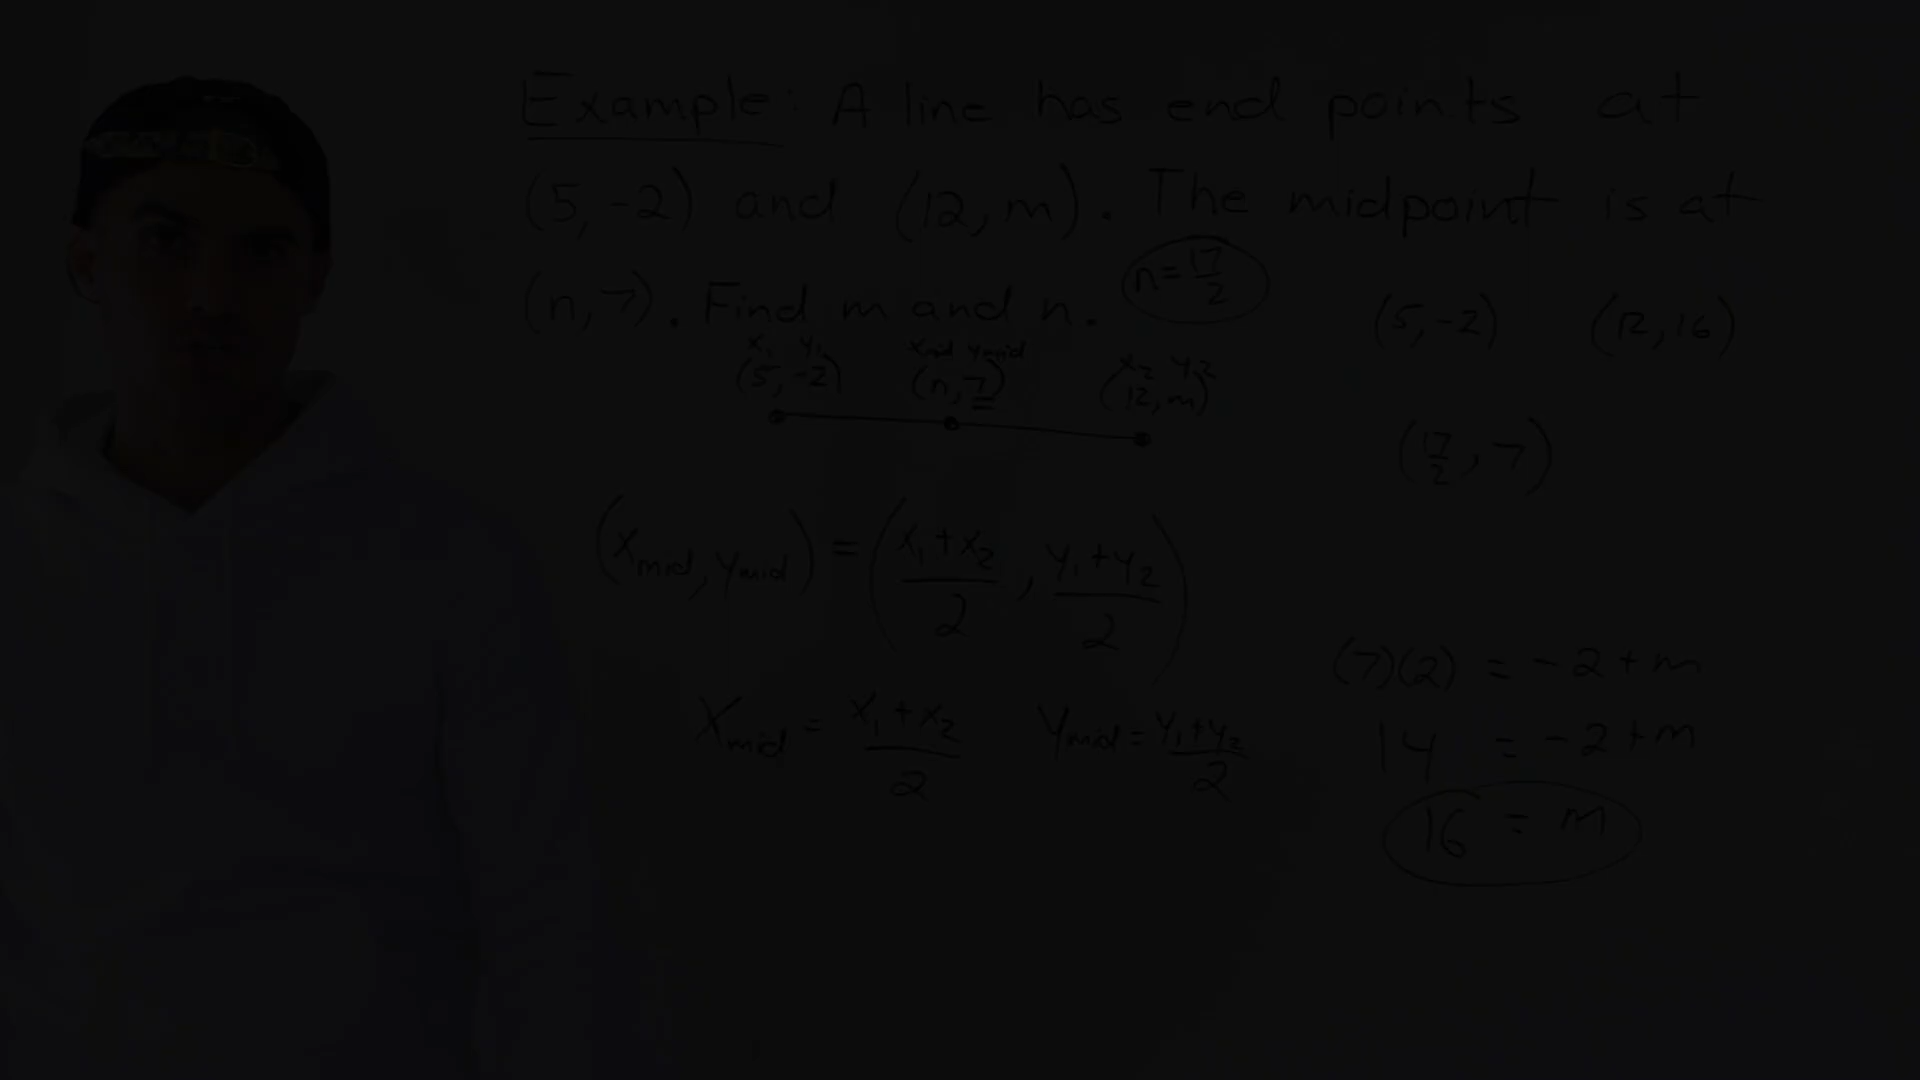 Example: A line has end points at
(5,-2) and (12,m). The midpoint is at
(n,7). Find m and n.
n=17/2
x₁ y₁
(5,-2)
xmid ymid
(n,7)
x₂ y₂
(12,m)
(5,-2) (12,16)
(17/2, 7)
(xmid, ymid) = (x₁+x₂/2, y₁+y₂/2)
xmid = x₁+x₂/2 ymid = y₁+y₂/2
(7)(2) = -2+m
14 = -2+m
16 = m